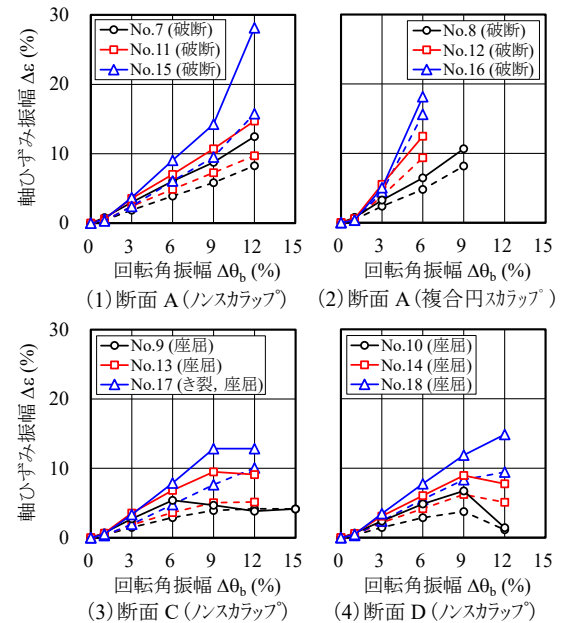 30
20
10
0
軸ひずみ振幅 Δε (%)
No.7 (破断)
No.11 (破断)
No.15 (破断)
0 3 6 9 12 15
回転角振幅 Δθb (%)
(1)断面 A(ノンスカラップ)
No.8 (破断)
No.12 (破断)
No.16 (破断)
0 3 6 9 12 15
回転角振幅 Δθb (%)
(2)断面 A(複合円スカラップ)
30
20
10
0
軸ひずみ振幅 Δε (%)
No.9 (座屈)
No.13 (座屈)
No.17 (き裂, 座屈)
0 3 6 9 12 15
回転角振幅 Δθb (%)
(3)断面 C(ノンスカラップ)
No.10 (座屈)
No.14 (座屈)
No.18 (座屈)
0 3 6 9 12 15
回転角振幅 Δθb (%)
(4)断面 D(ノンスカラップ)